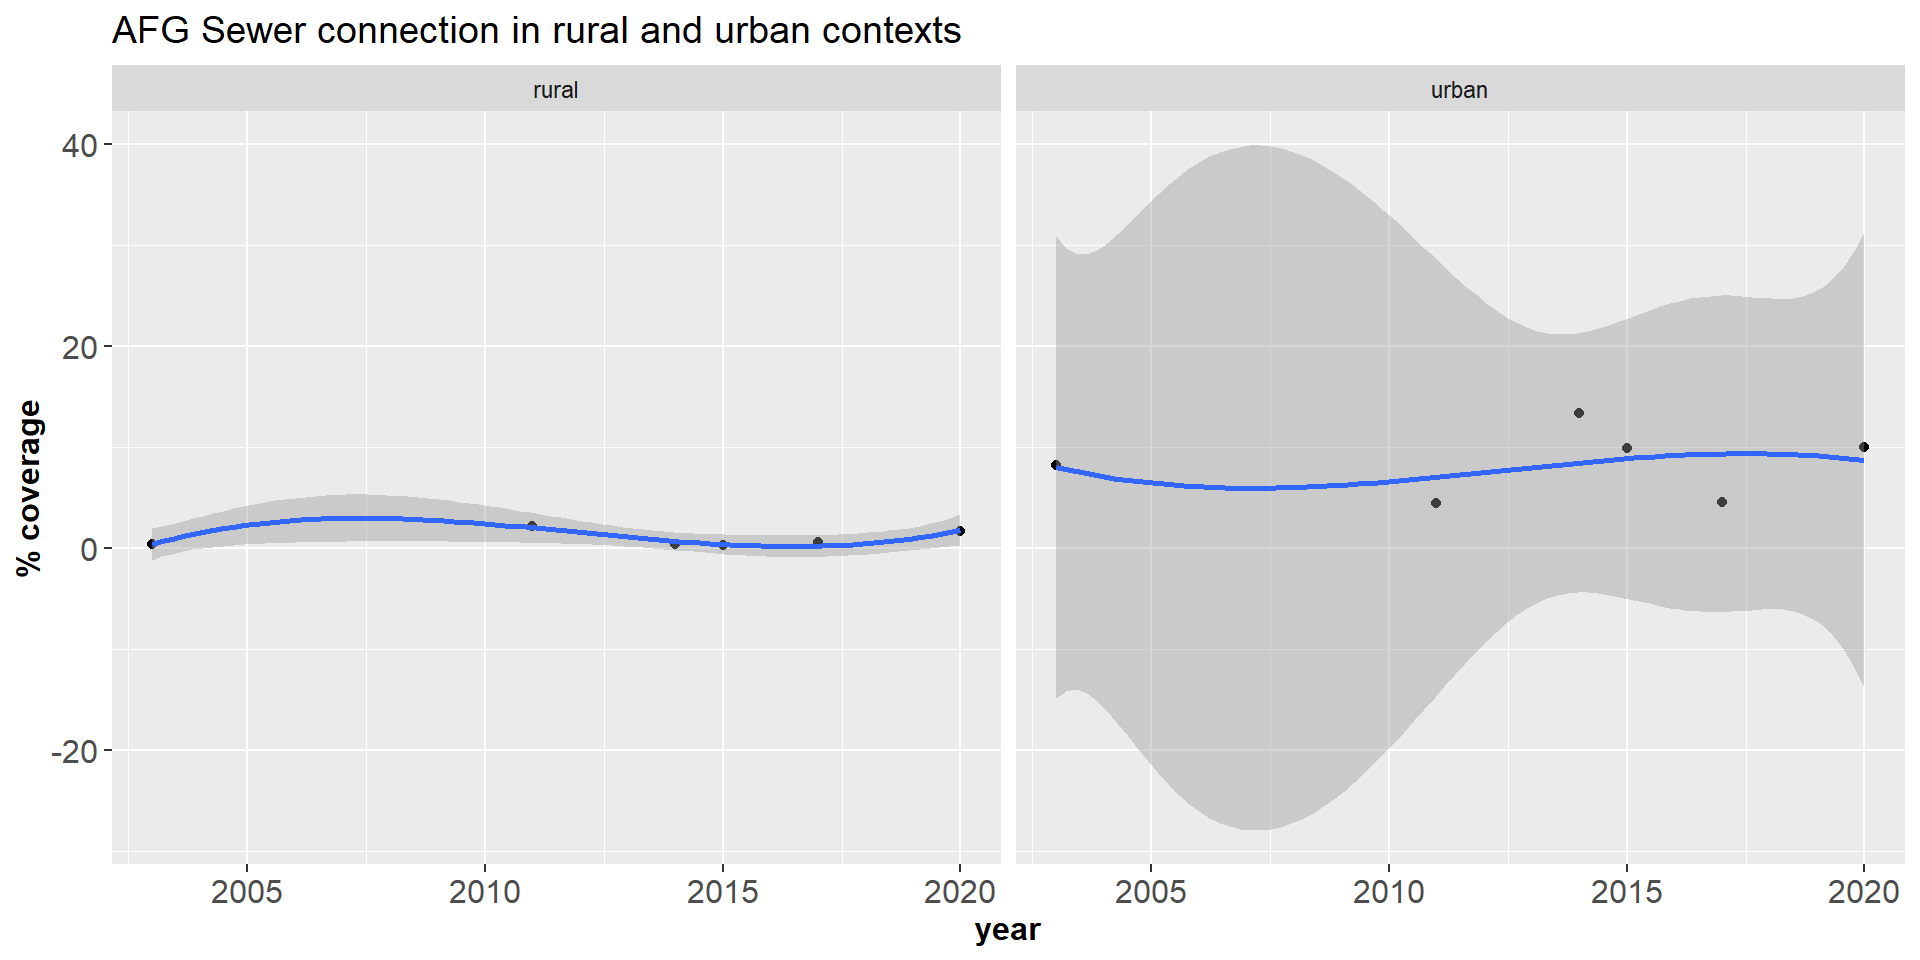 AFG Sewer connection in rural and urban contexts
rural
urban
% coverage
40
20
0
-20
2005 2010 2015 2020
2005 2010 2015 2020
year